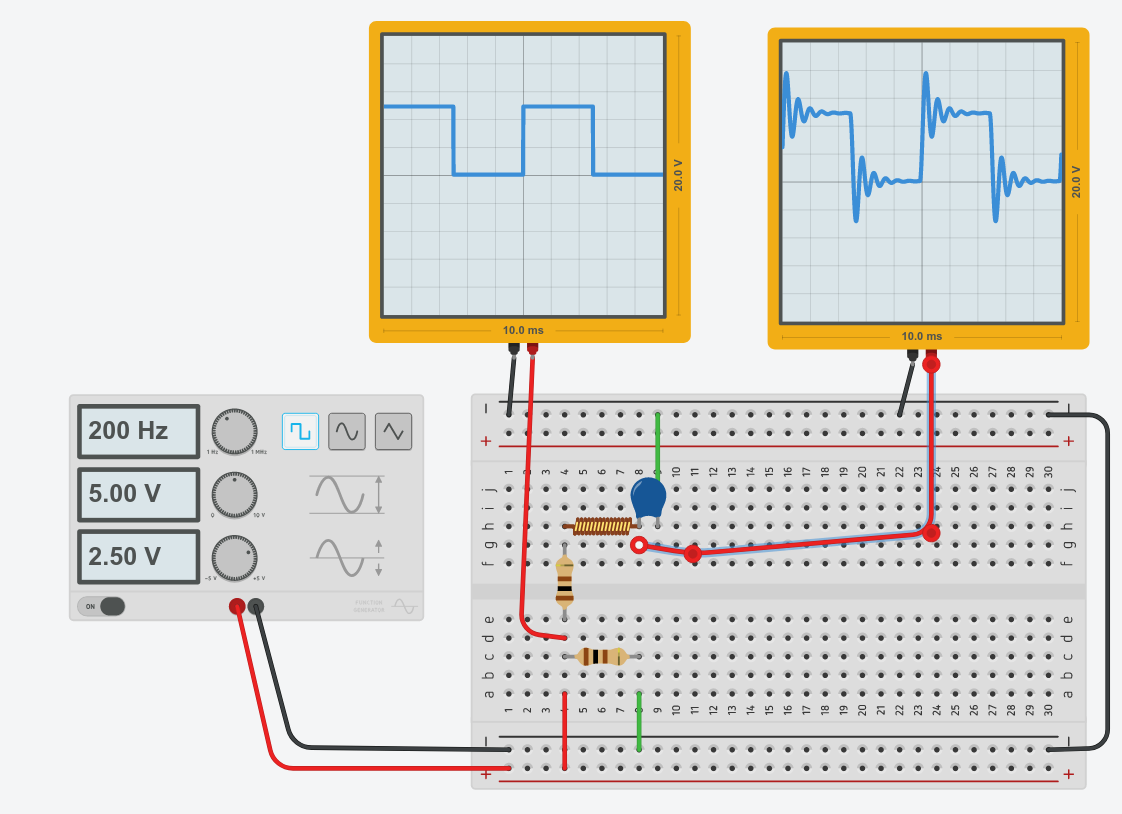 20.0 V
10.0 ms
20.0 V
10.0 ms
200 Hz
1 Hz
1 MHz
5.00 V
0
10 V
2.50 V
-5 V
+5 V
ON
FUNCTION
GENERATOR
− −
+ +
1 2 3 4 5 6 7 8 9 10 11 12 13 14 15 16 17 18 19 20 21 22 23 24 25 26 27 28 29 30
j j
i i
h h
g g
f f
e e
d d
c c
b b
a a
1 2 3 4 5 6 7 8 9 10 11 12 13 14 15 16 17 18 19 20 21 22 23 24 25 26 27 28 29 30
− −
+ +